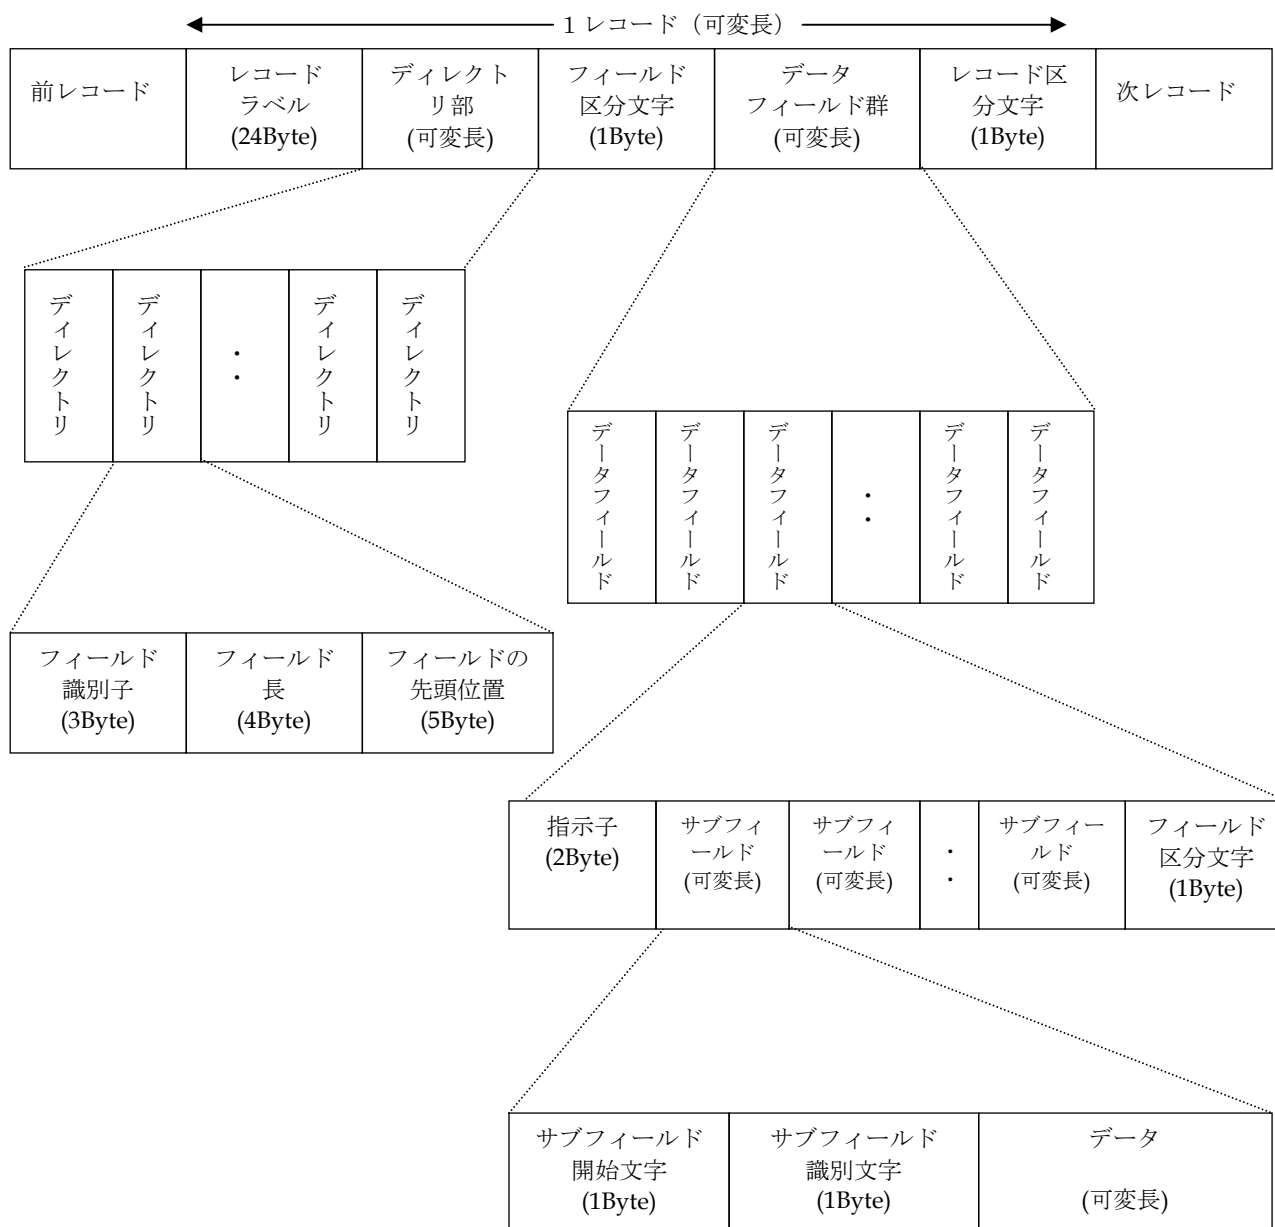 １レコード（可変長）
前レコード
レコード
ラベル
(24Byte)
ディレクト
リ部
(可変長)
フィールド
区分文字
(1Byte)
データ
フィールド群
(可変長)
レコード区
分文字
(1Byte)
次レコード
ディレクトリ
ディレクトリ
：
ディレクトリ
ディレクトリ
データフィールド
データフィールド
データフィールド
：
データフィールド
データフィールド
フィールド
識別子
(3Byte)
フィールド
長
(4Byte)
フィールドの
先頭位置
(5Byte)
指示子
(2Byte)
サブフィ
ールド
(可変長)
サブフィ
ールド
(可変長)
：
サブフィー
ルド
(可変長)
フィールド
区分文字
(1Byte)
サブフィールド
開始文字
(1Byte)
サブフィールド
識別文字
(1Byte)
データ
(可変長)